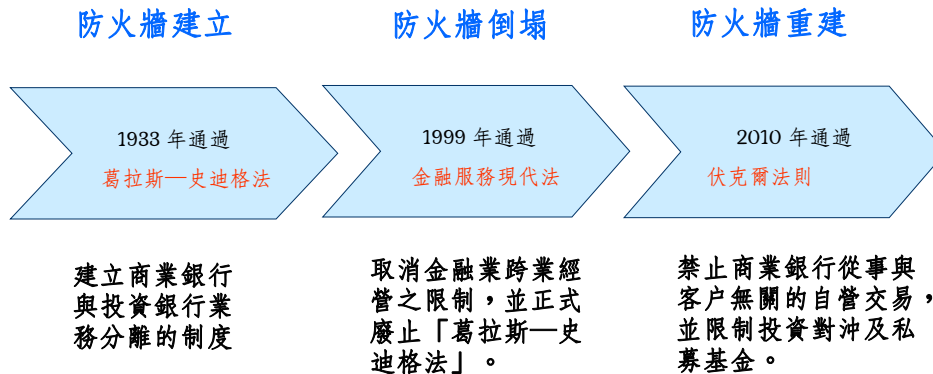 防火牆建立
1933 年通過
葛拉斯─史迪格法
建立商業銀行
與投資銀行業
務分離的制度
防火牆倒塌
1999 年通過
金融服務現代法
取消金融業跨業經
營之限制，並正式
廢止「葛拉斯─史
迪格法」。
防火牆重建
2010 年通過
伏克爾法則
禁止商業銀行從事與
客戶無關的自營交易，
並限制投資對沖及私
募基金。